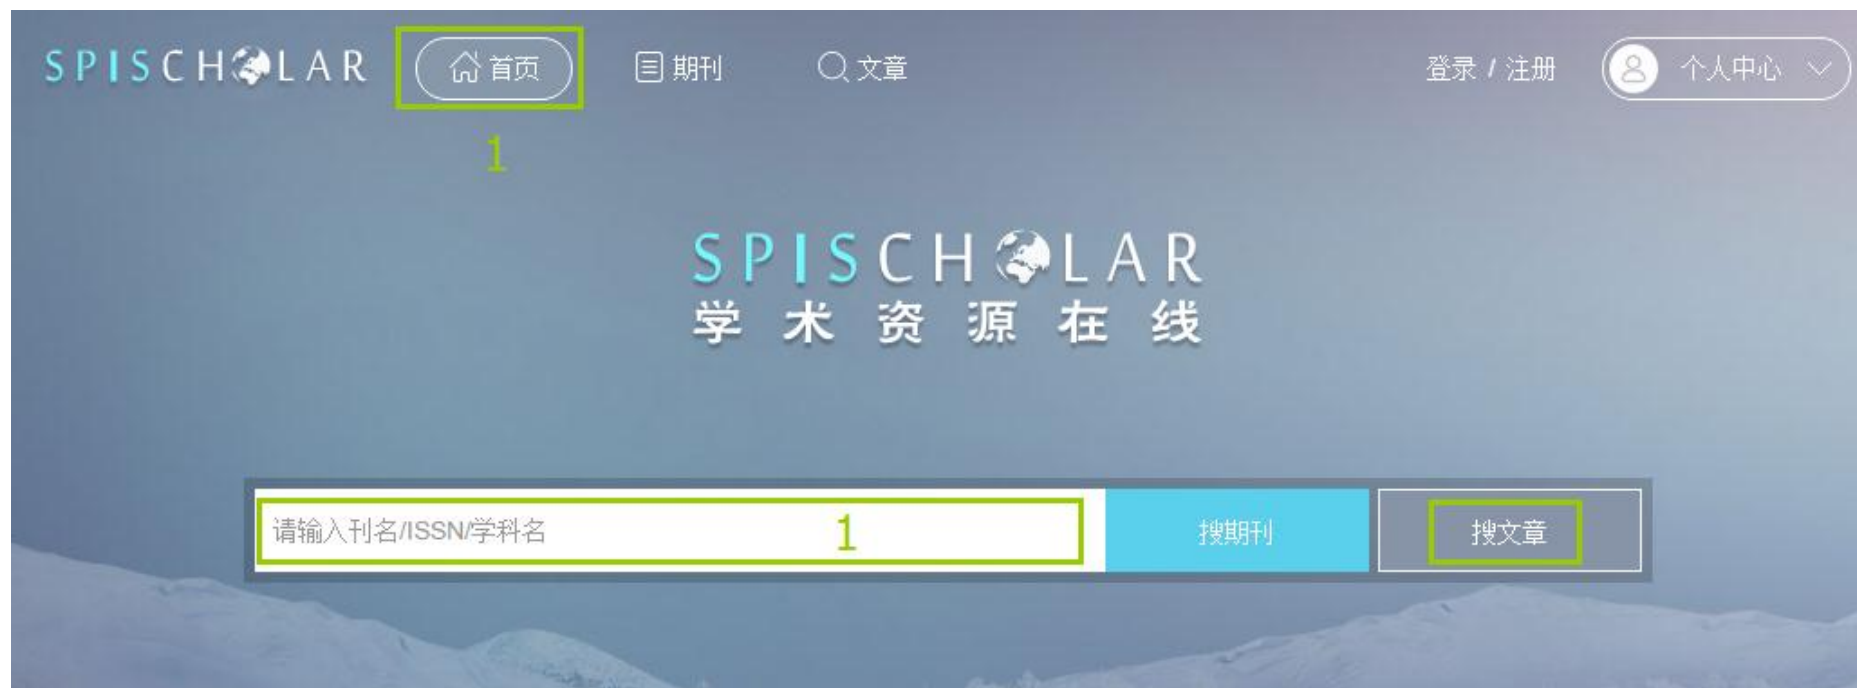 SPISCHOLAR 首页 期刊 文章 登录 / 注册 个人中心
1
SPISCHOLAR
学术资源在线
请输入刊名/ISSN/学科名 1 搜期刊 搜文章